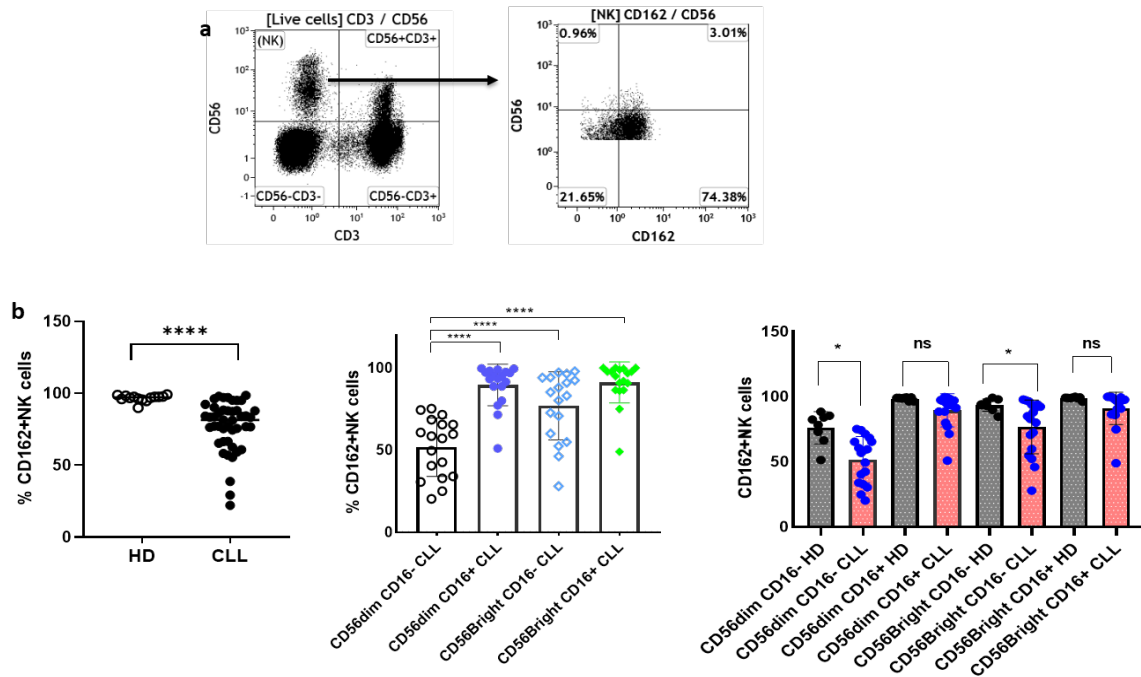 a
[Live cells] CD3 / CD56
(NK)
CD56+CD3+
CD56-CD3-
CD56-CD3+
10³
10²
10¹
1
0
-1
CD56
0
10⁰
10¹
10²
10³
CD3
[NK] CD162 / CD56
0.96%
3.01%
21.65%
74.38%
10³
10²
10¹
10⁰
0
CD56
0
10⁰
10¹
10²
10³
CD162
b
% CD162+NK cells
150
100
50
0
****
HD
CLL
% CD162+NK cells
100
50
0
****
****
****
CD56dim CD16- CLL
CD56dim CD16+ CLL
CD56Bright CD16- CLL
CD56Bright CD16+ CLL
CD162+NK cells
150
100
50
0
*
ns
*
ns
CD56dim CD16- HD
CD56dim CD16- CLL
CD56dim CD16+ HD
CD56dim CD16+ CLL
CD56Bright CD16- HD
CD56Bright CD16- CLL
CD56Bright CD16+ HD
CD56Bright CD16+ CLL